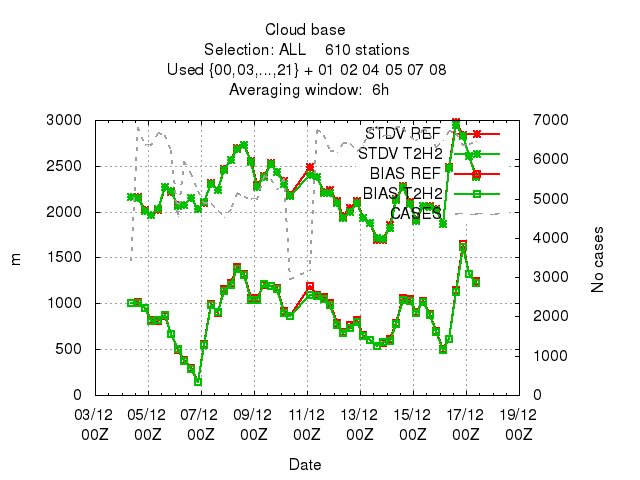 Cloud base
Selection: ALL    610 stations
Used {00,03,...,21} + 01 02 04 05 07 08
Averaging window:  6h
3000
2500
2000
1500
1000
500
0
m
7000
6000
5000
4000
3000
2000
1000
0
No cases
STDV REF
STDV T2H2
BIAS REF
BIAS T2H2
CASES
03/12 05/12 07/12 09/12 11/12 13/12 15/12 17/12 19/12
00Z 00Z 00Z 00Z 00Z 00Z 00Z 00Z 00Z
Date